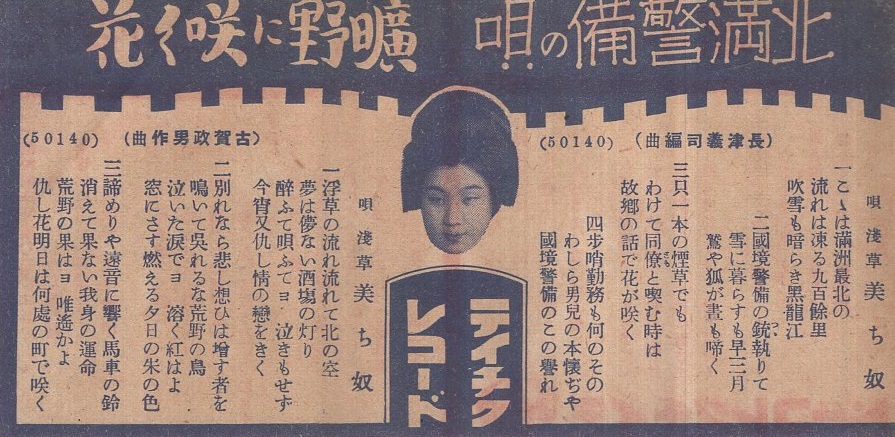 北満警備の唄
(長津義司編曲) (50140)
唄 浅草 美ち奴
一こゝは滿洲最北の
流れは凍る九百餘里
吹雪も暗らき黒龍江
二國境警備の銃執りて
雪に暮らすも早三月
鷲や狐が晝も啼く
三只一本の煙草でも
わけて同僚と喫む時は
故郷の話で花が咲く
四歩哨勤務も何のその
わしら男兒の本懐ぢや
國境警備のこの譽れ
テイチク
レコード
曠野に咲く花
(古賀政男作曲) (50140)
唄 淺草 美ち奴
一浮草の流れ流れて北の空
夢は儚ない酒場の灯り
醉ふて唄ふてヨ 泣きもせず
今宵又仇し情の戀をきく
二別れなら悲し想ひは増す者を
鳴いて呉れるな荒野の鳥
泣いた涙でヨ 溶く紅はよ
窓にさす燃える夕日の朱の色
三諦めりや遠音に響く馬車の鈴
消えて果ない我身の運命
荒野の果はヨ 唯遙かよ
仇し花明日は何處の町で咲く